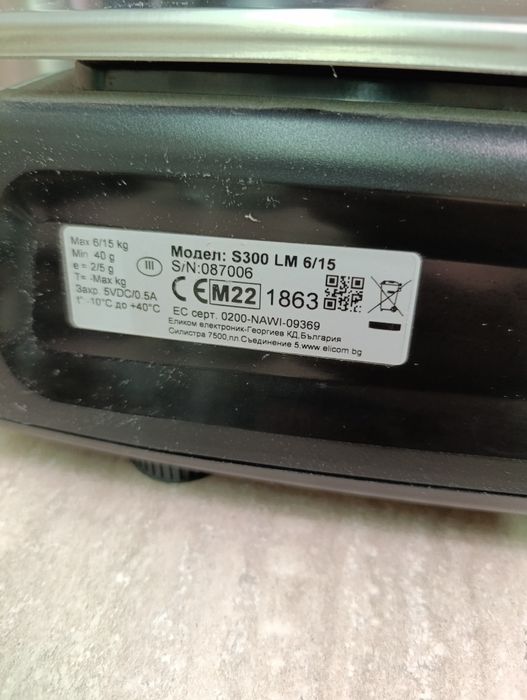 Max 6/15 kg
Min 40 g
e = 2/5 g
T= -Max kg
Захр. 5VDC/0.5A
t° -10°C до +40°C
III
Модел: S300 LM 6/15
S/N:087006
CE M22 1863
ЕС серт. 0200-NAWI-09369
Еликом електроник-Георгиев КД,България
Силистра 7500,пл.Съединение 5,www elicom bg